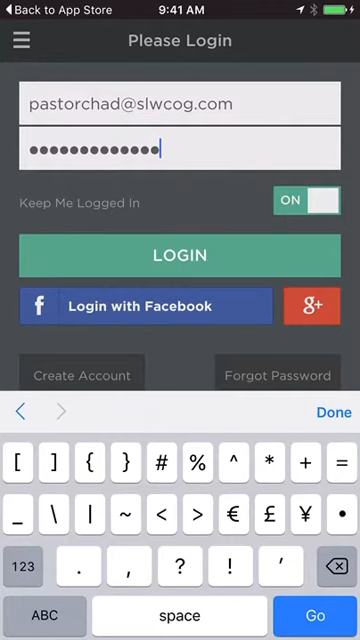 Back to App Store 9:41 AM
Please Login
pastorchad@slwcog.com
●●●●●●●●●●●●●
Keep Me Logged In ON
LOGIN
f Login with Facebook g+
Create Account Forgot Password
Done
[ ] { } # % ^ * + =
_ \ | ~ < > € £ ¥ •
123 . , ? ! ’
ABC space Go